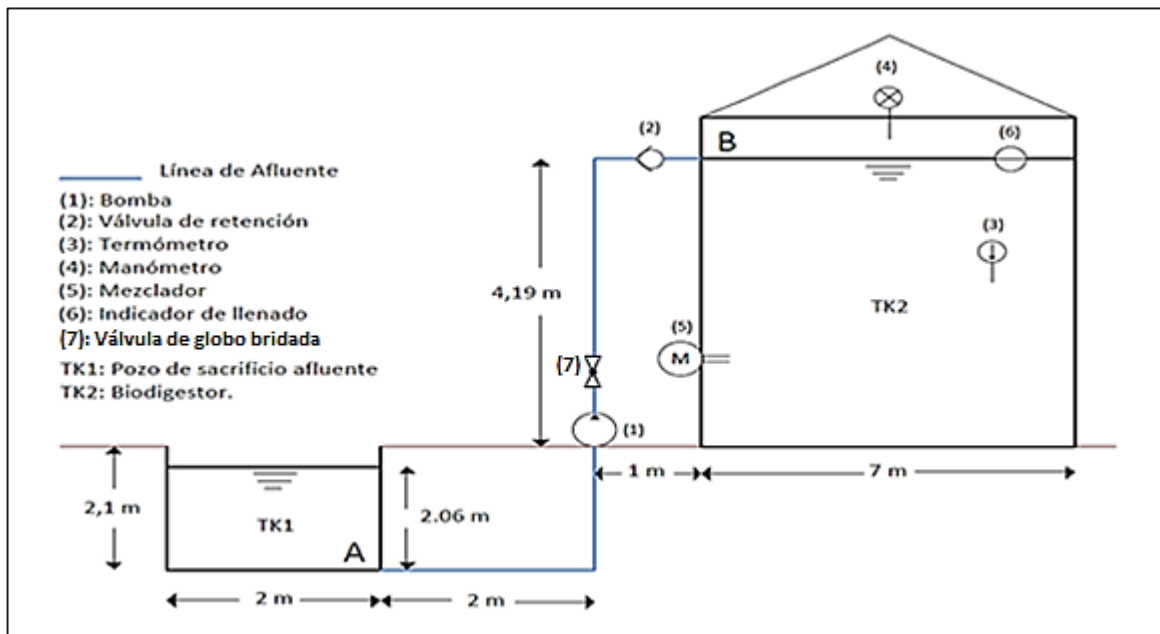 Línea de Afluente
(1): Bomba
(2): Válvula de retención
(3): Termómetro
(4): Manómetro
(5): Mezclador
(6): Indicador de llenado
(7): Válvula de globo bridada
TK1: Pozo de sacrificio afluente
TK2: Biodigestor.
(4)
(2)
B
(6)
(3)
4,19 m
TK2
(5)
M
(7)
(1)
1 m
7 m
2,1 m
2.06 m
TK1
A
2 m
2 m